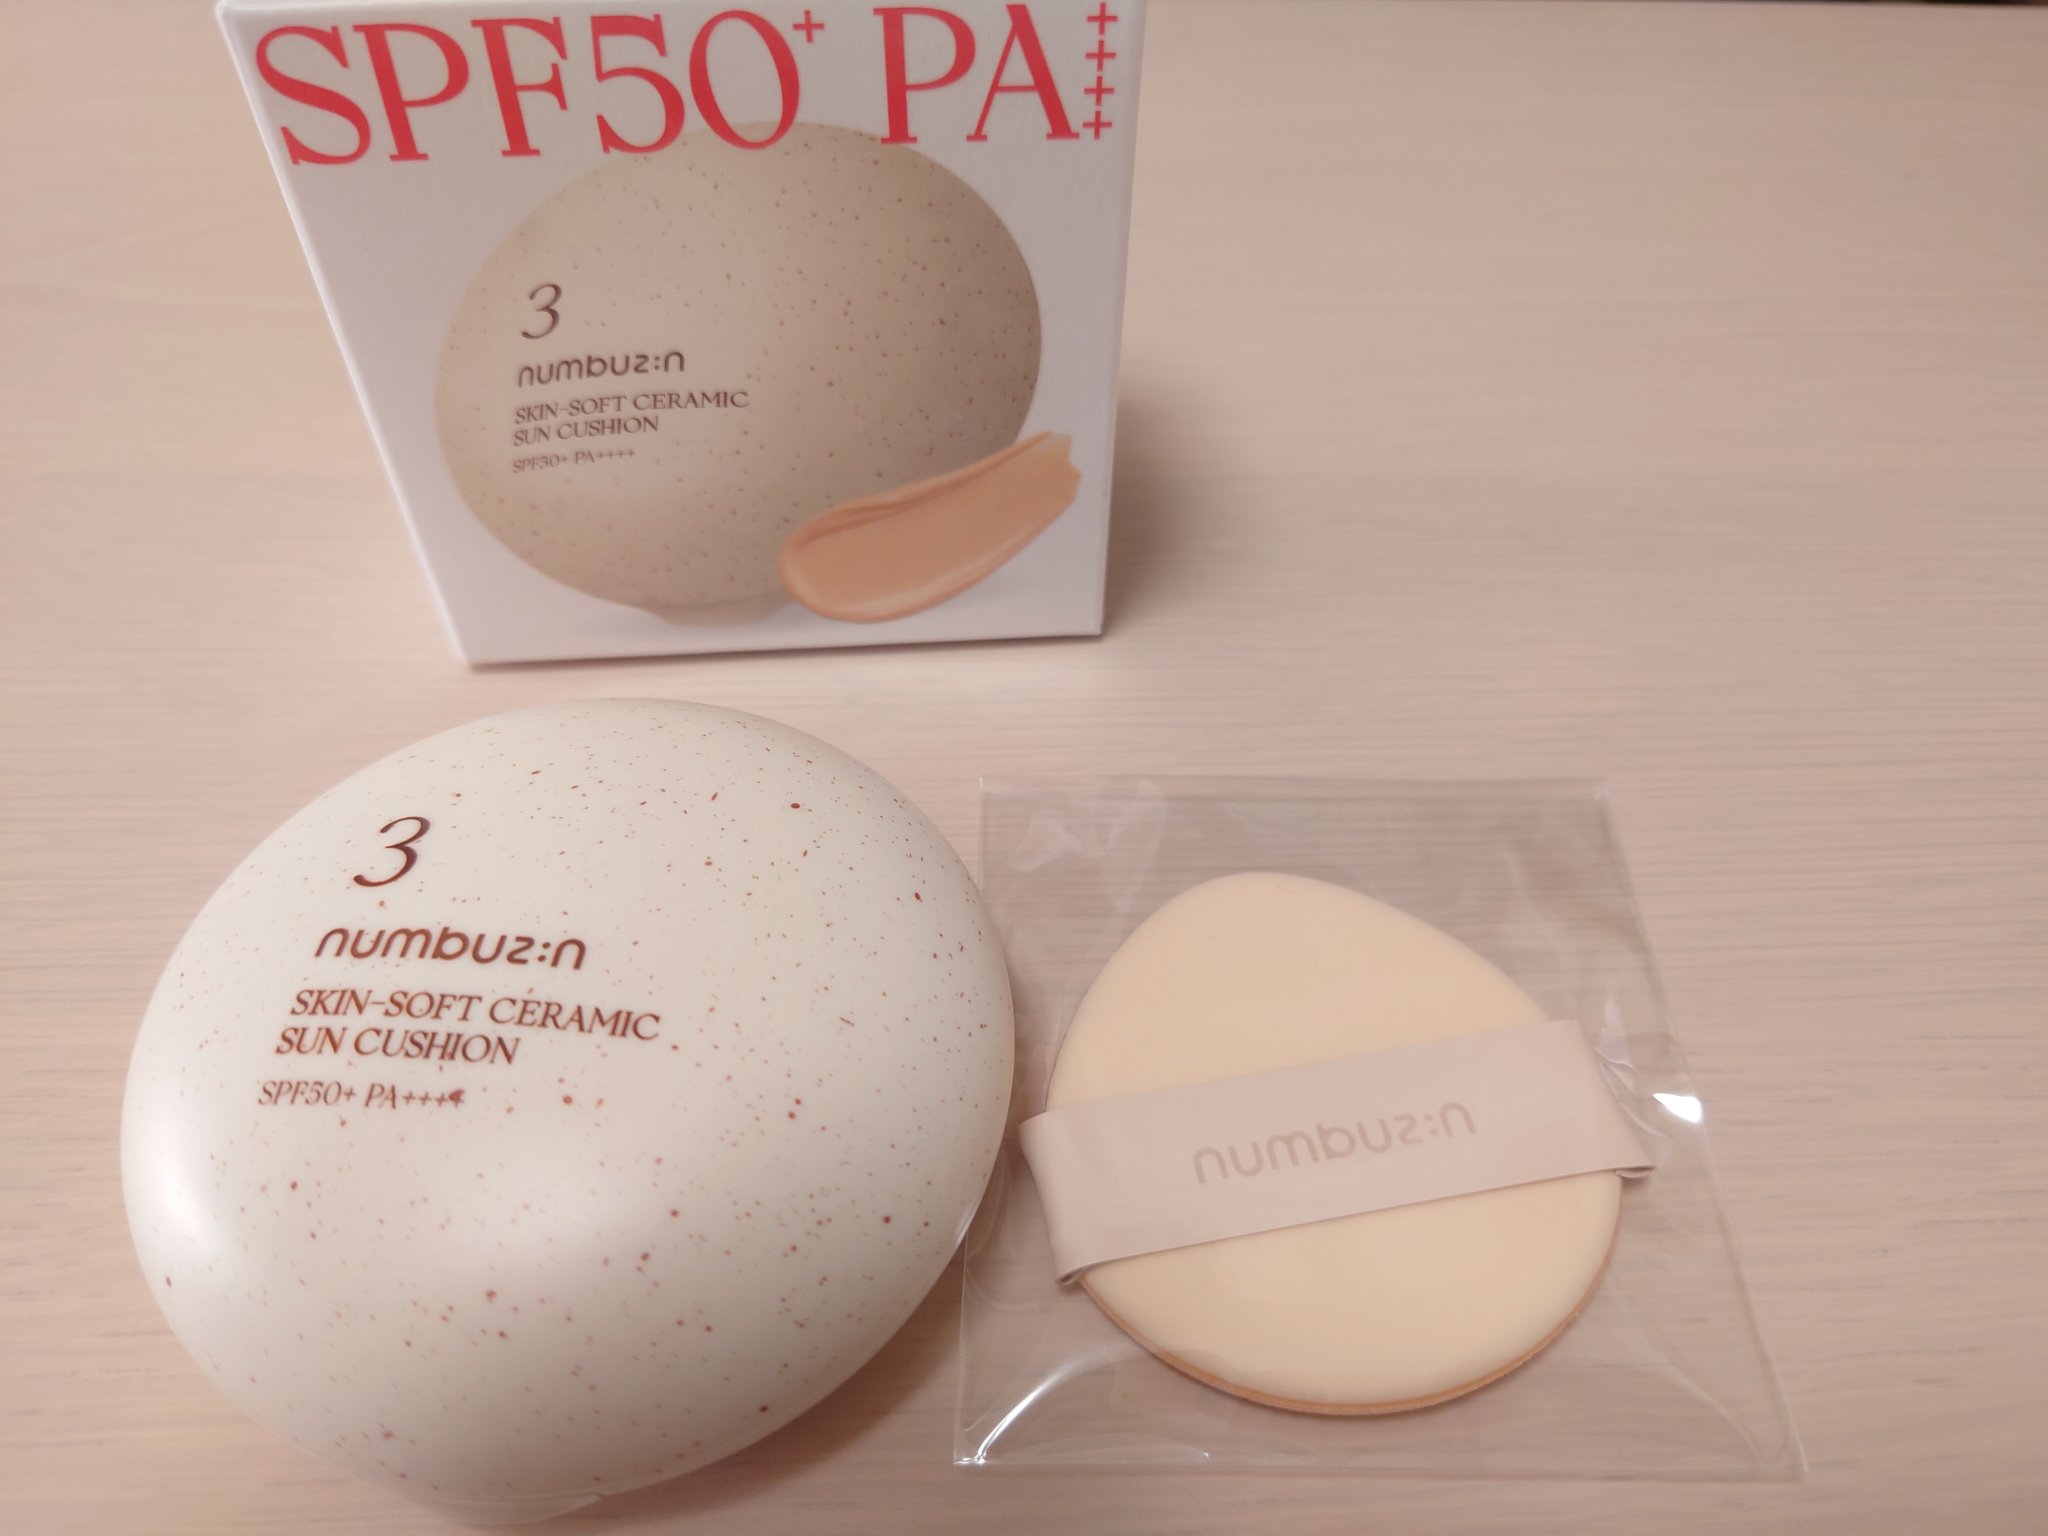 SPF50+ PA++++
3
numbuz:n
SKIN-SOFT CERAMIC
SUN CUSHION
SPF50+ PA++++
3
numbuz:n
SKIN-SOFT CERAMIC
SUN CUSHION
SPF50+ PA++++
numbuz:n